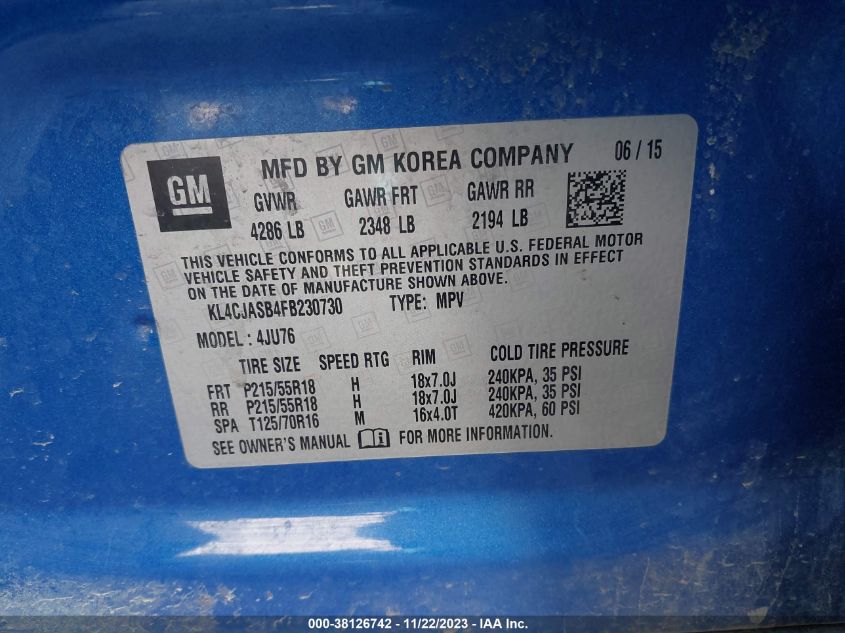 GM
MFD BY GM KOREA COMPANY 06 / 15
GVWR GAWR FRT GAWR RR
4286 LB 2348 LB 2194 LB
THIS VEHICLE CONFORMS TO ALL APPLICABLE U.S. FEDERAL MOTOR
VEHICLE SAFETY AND THEFT PREVENTION STANDARDS IN EFFECT
ON THE DATE OF MANUFACTURE SHOWN ABOVE.
KL4CJASB4FB230730 TYPE: MPV
MODEL : 4JU76
TIRE SIZE SPEED RTG RIM COLD TIRE PRESSURE
FRT P215/55R18 H 18x7.0J 240KPA, 35 PSI
RR P215/55R18 H 18x7.0J 240KPA, 35 PSI
SPA T125/70R16 M 16x4.0T 420KPA, 60 PSI
SEE OWNER'S MANUAL FOR MORE INFORMATION.
000-38126742 - 11/22/2023 - IAA Inc.